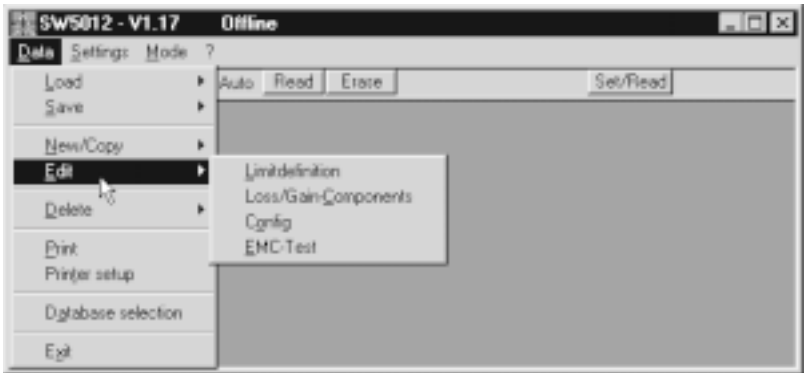 SW5012 - V1.17 Offline
Data Settings Mode ?
Load
Auto Read Erase Set/Read
Save
New/Copy
Edit
Limitdefinition
Loss/Gain-Components
Delete
Config
EMC-Test
Print
Printer setup
Database selection
Exit